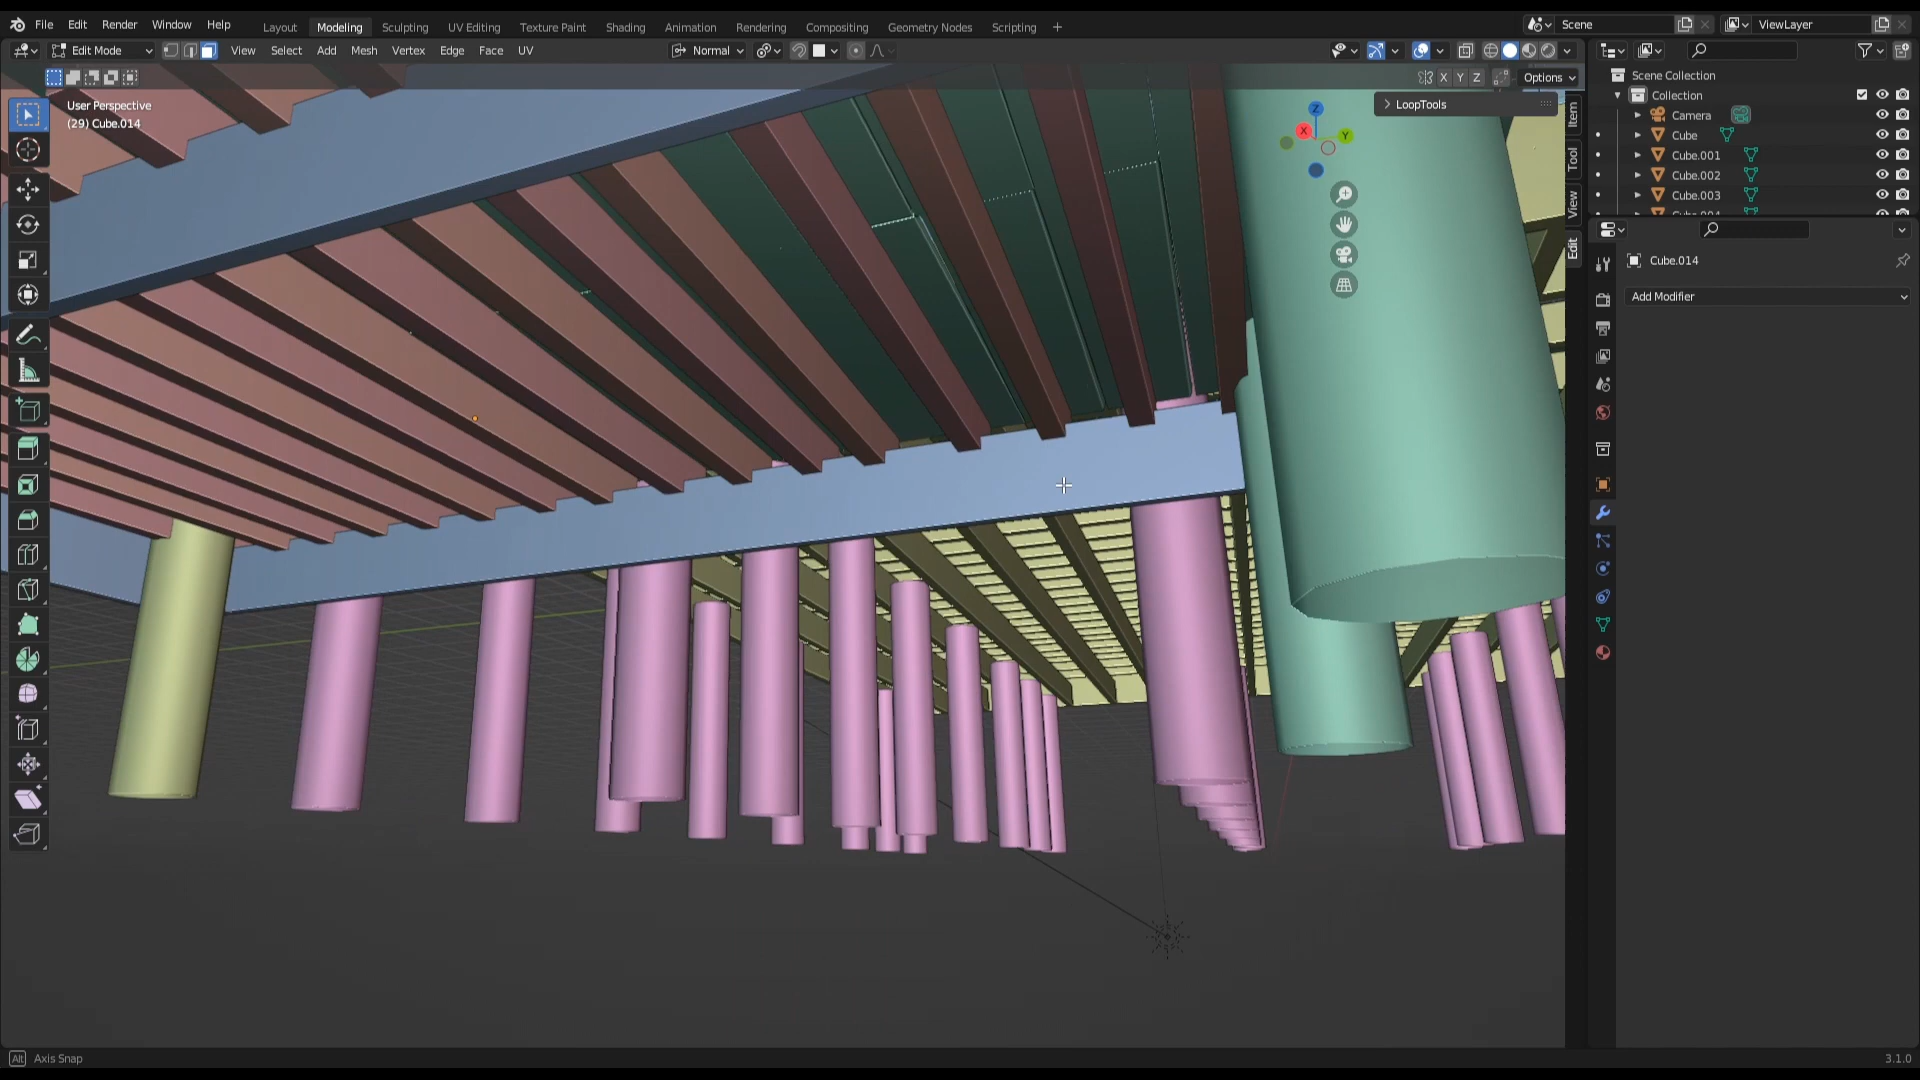 File Edit Render Window Help
Layout Modeling Sculpting UV Editing Texture Paint Shading Animation Rendering Compositing Geometry Nodes Scripting +
Scene
ViewLayer
Edit Mode
View Select Add Mesh Vertex Edge Face UV
Normal
X Y Z
Options
User Perspective
(29) Cube.014
LoopTools
Z
X
Y
Item
Tool
View
Edit
Scene Collection
Collection
Camera
Cube
Cube.001
Cube.002
Cube.003
Cube.004
Cube.014
Add Modifier
Alt Axis Snap
3.1.0